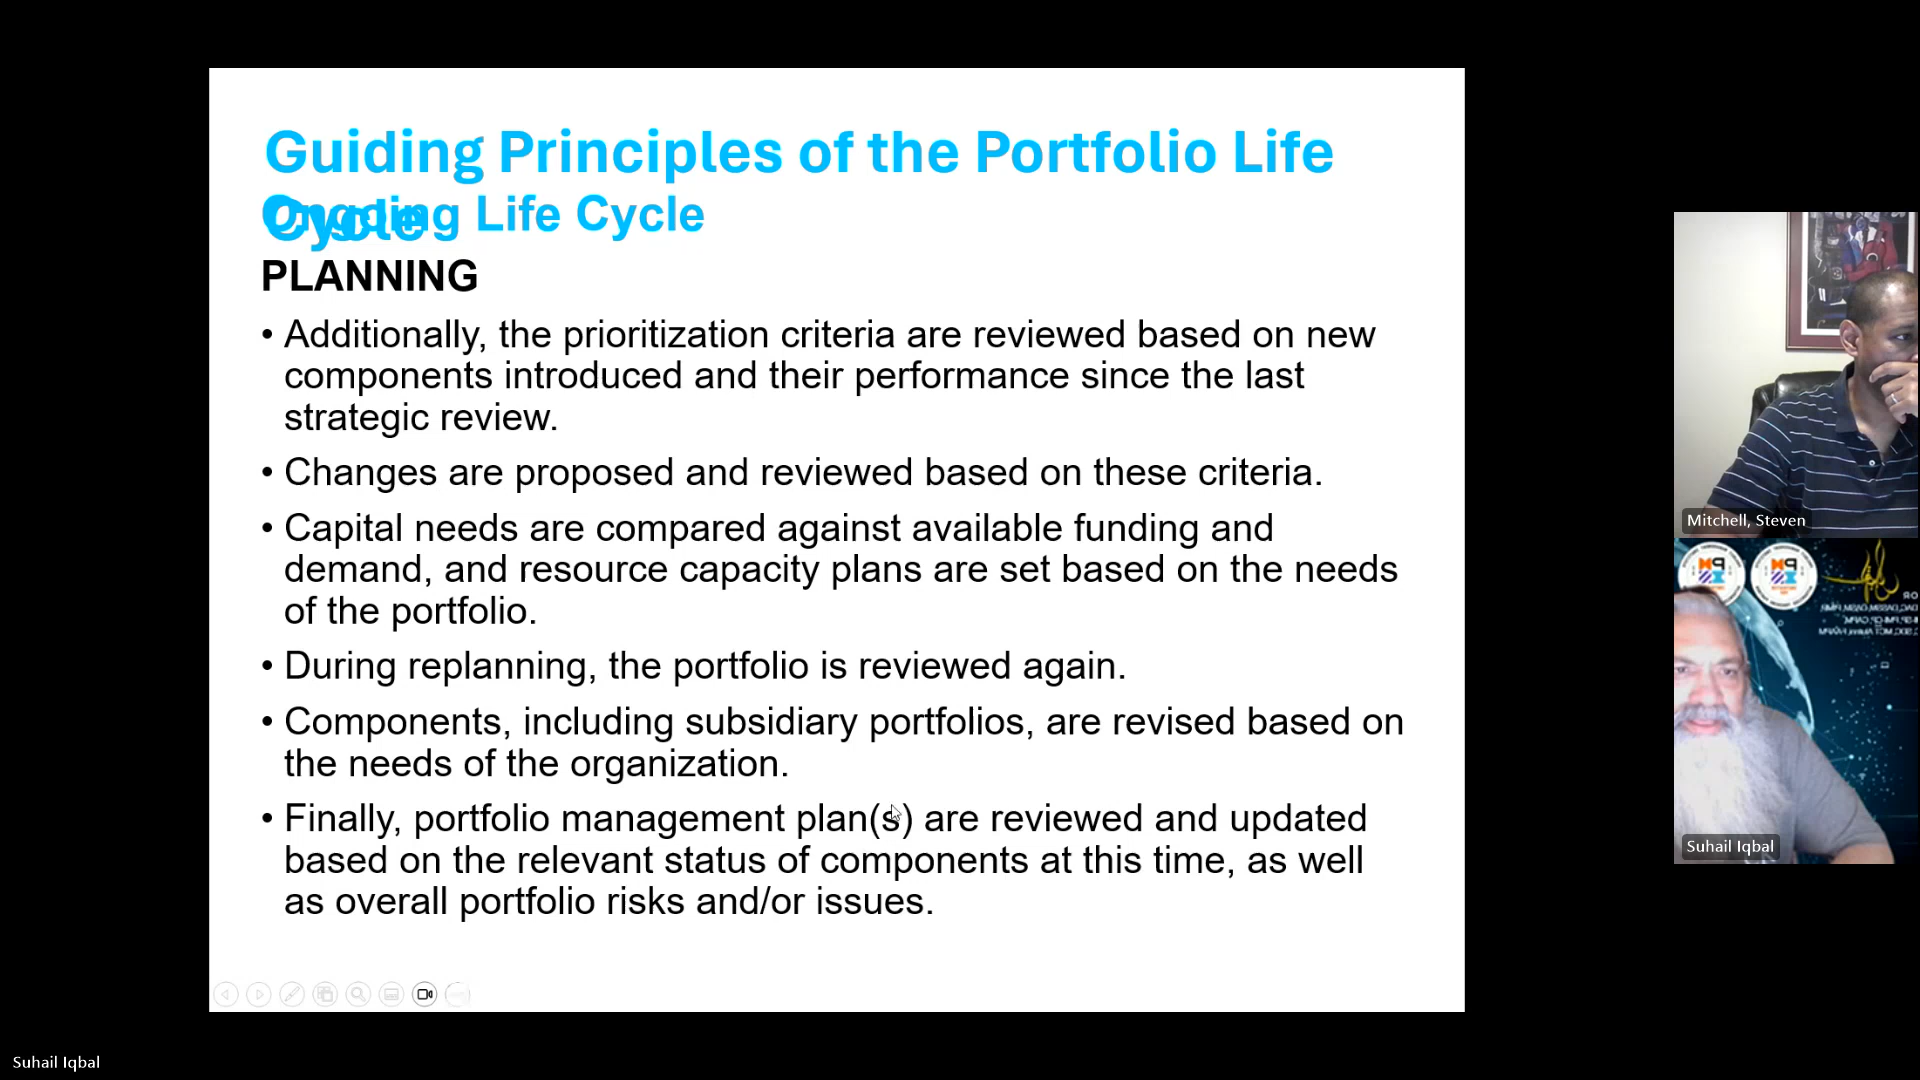 Guiding Principles of the Portfolio Life
Cycle
Ongoing Life Cycle
PLANNING
• Additionally, the prioritization criteria are reviewed based on new
components introduced and their performance since the last
strategic review.
• Changes are proposed and reviewed based on these criteria.
• Capital needs are compared against available funding and
demand, and resource capacity plans are set based on the needs
of the portfolio.
• During replanning, the portfolio is reviewed again.
• Components, including subsidiary portfolios, are revised based on
the needs of the organization.
• Finally, portfolio management plan(s) are reviewed and updated
based on the relevant status of components at this time, as well
as overall portfolio risks and/or issues.
Mitchell, Steven
Suhail Iqbal
Suhail Iqbal